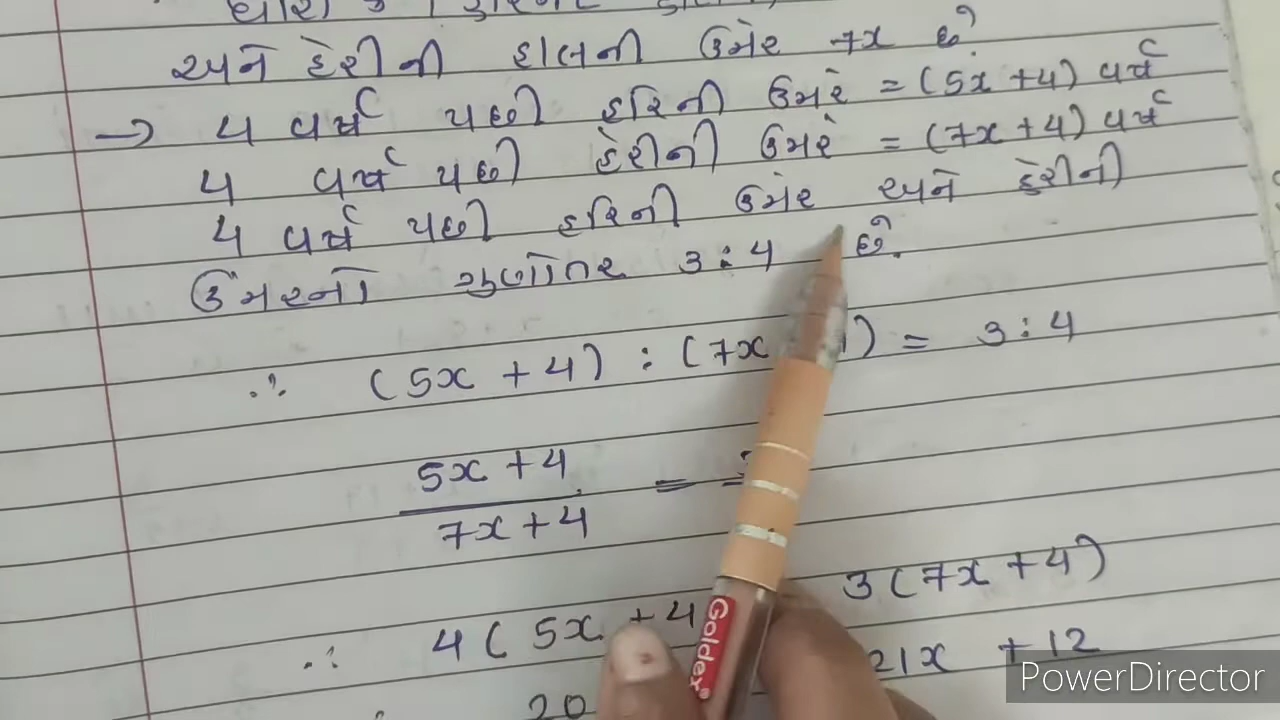 અને હેરીની હાલની ઉંમર 7x છે.
→ 4 વર્ષ પછી હરિની ઉંમર = (5x + 4) વર્ષ
4 વર્ષ પછી હેરીની ઉંમર = (7x + 4) વર્ષ
4 વર્ષ પછી હરિની ઉંમર અને હેરીની
ઉંમરનો ગુણોત્તર 3:4 છે.
∴ (5x + 4) : (7x ) = 3:4
5x + 4
=
7x + 4
∴ 4 ( 5x + 4 3 (7x + 4)
20 21x + 12
Goldex
PowerDirector